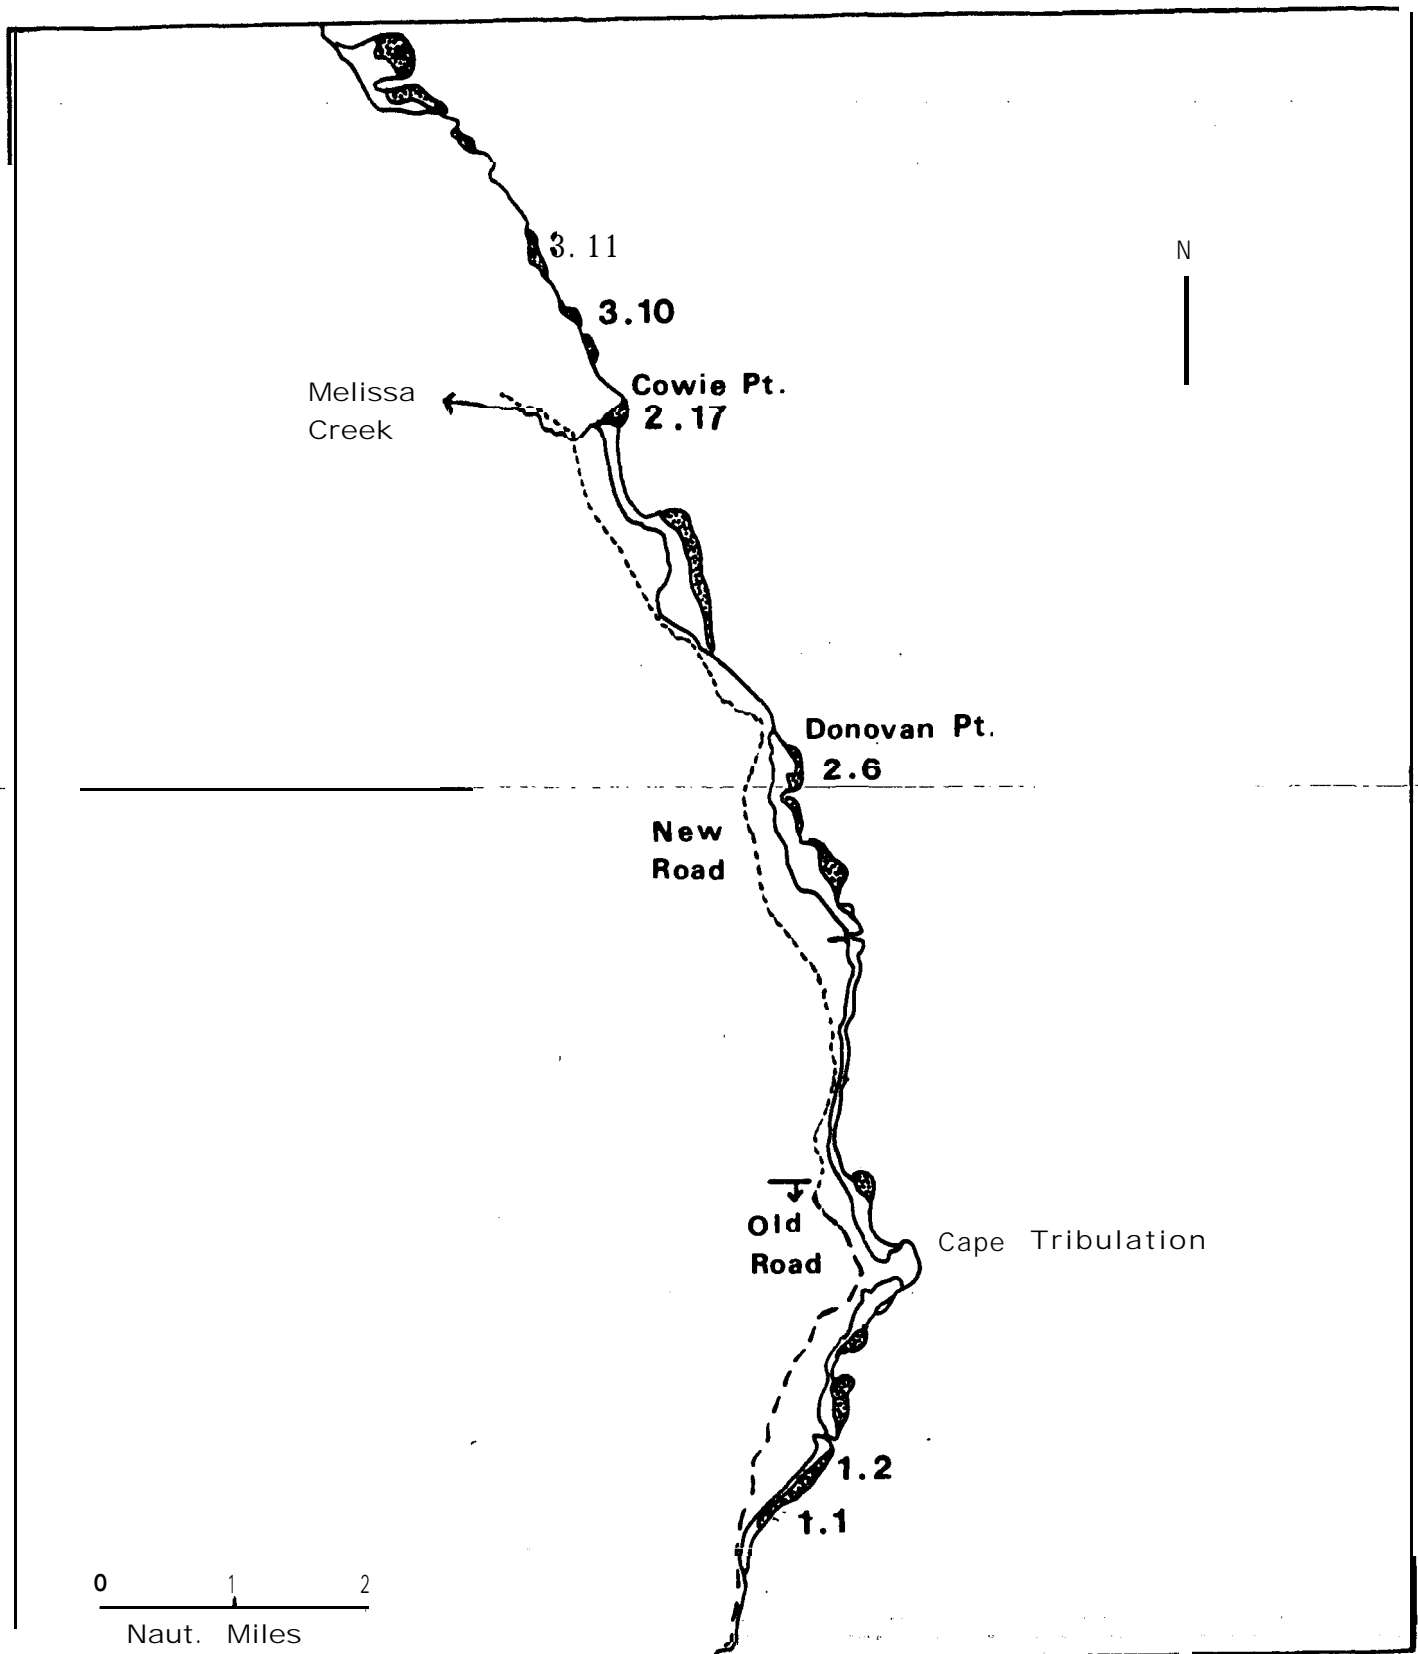 3. 11
N
3.10
Cowie Pt.
2.17
Melissa
Creek
Donovan Pt.
2.6
New
Road
Old
Road
Cape Tribulation
1.2
1.1
0 1 2
Naut. Miles